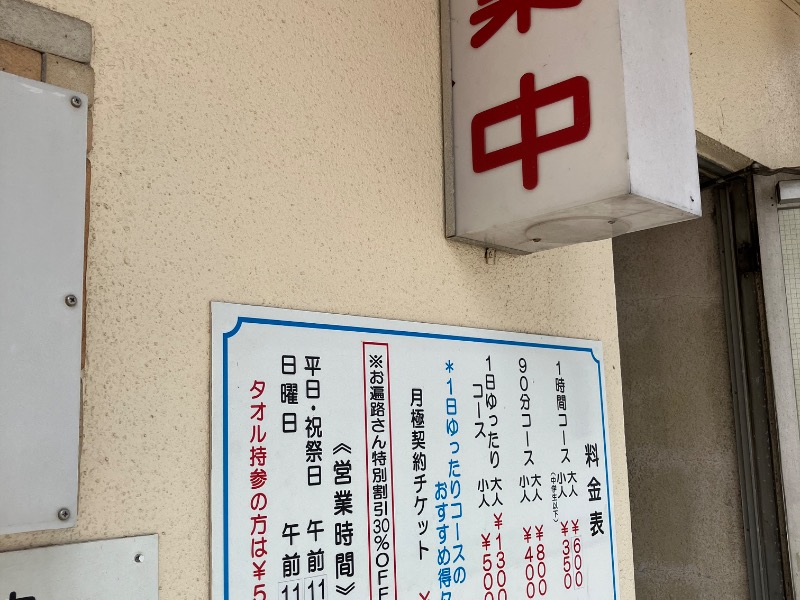 業中
料金表
1時間コース 大人 ¥600
小人 ¥350
(中学生以下)
90分コース 大人 ¥800
小人 ¥400
1日ゆったりコース 大人 ¥1300
小人 ¥500
*1日ゆったりコースの
おすすめ得
月極契約チケット ¥
※お遍路さん特別割引30%OFF
《営業時間》
平日・祝祭日 午前11
日曜日 午前11
タオル持参の方は¥5